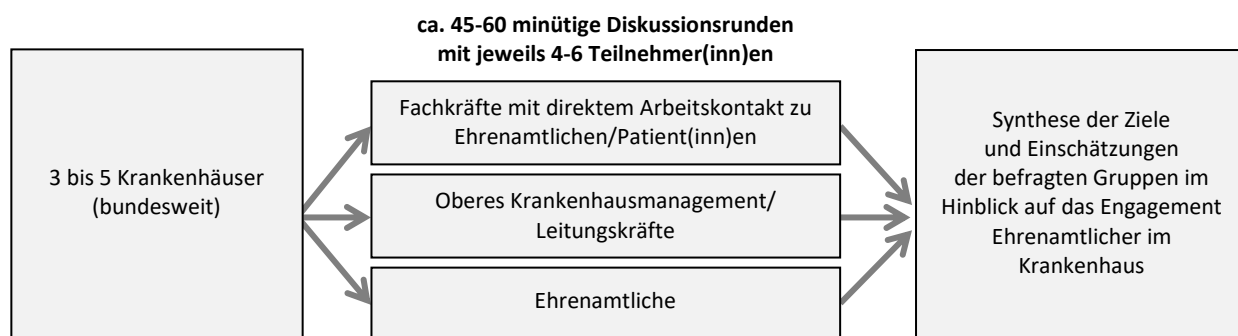 ca. 45-60 minütige Diskussionsrunden
mit jeweils 4-6 Teilnehmer(inn)en
3 bis 5 Krankenhäuser
(bundesweit)
Fachkräfte mit direktem Arbeitskontakt zu
Ehrenamtlichen/Patient(inn)en
Oberes Krankenhausmanagement/
Leitungskräfte
Ehrenamtliche
Synthese der Ziele
und Einschätzungen
der befragten Gruppen im
Hinblick auf das Engagement
Ehrenamtlicher im
Krankenhaus